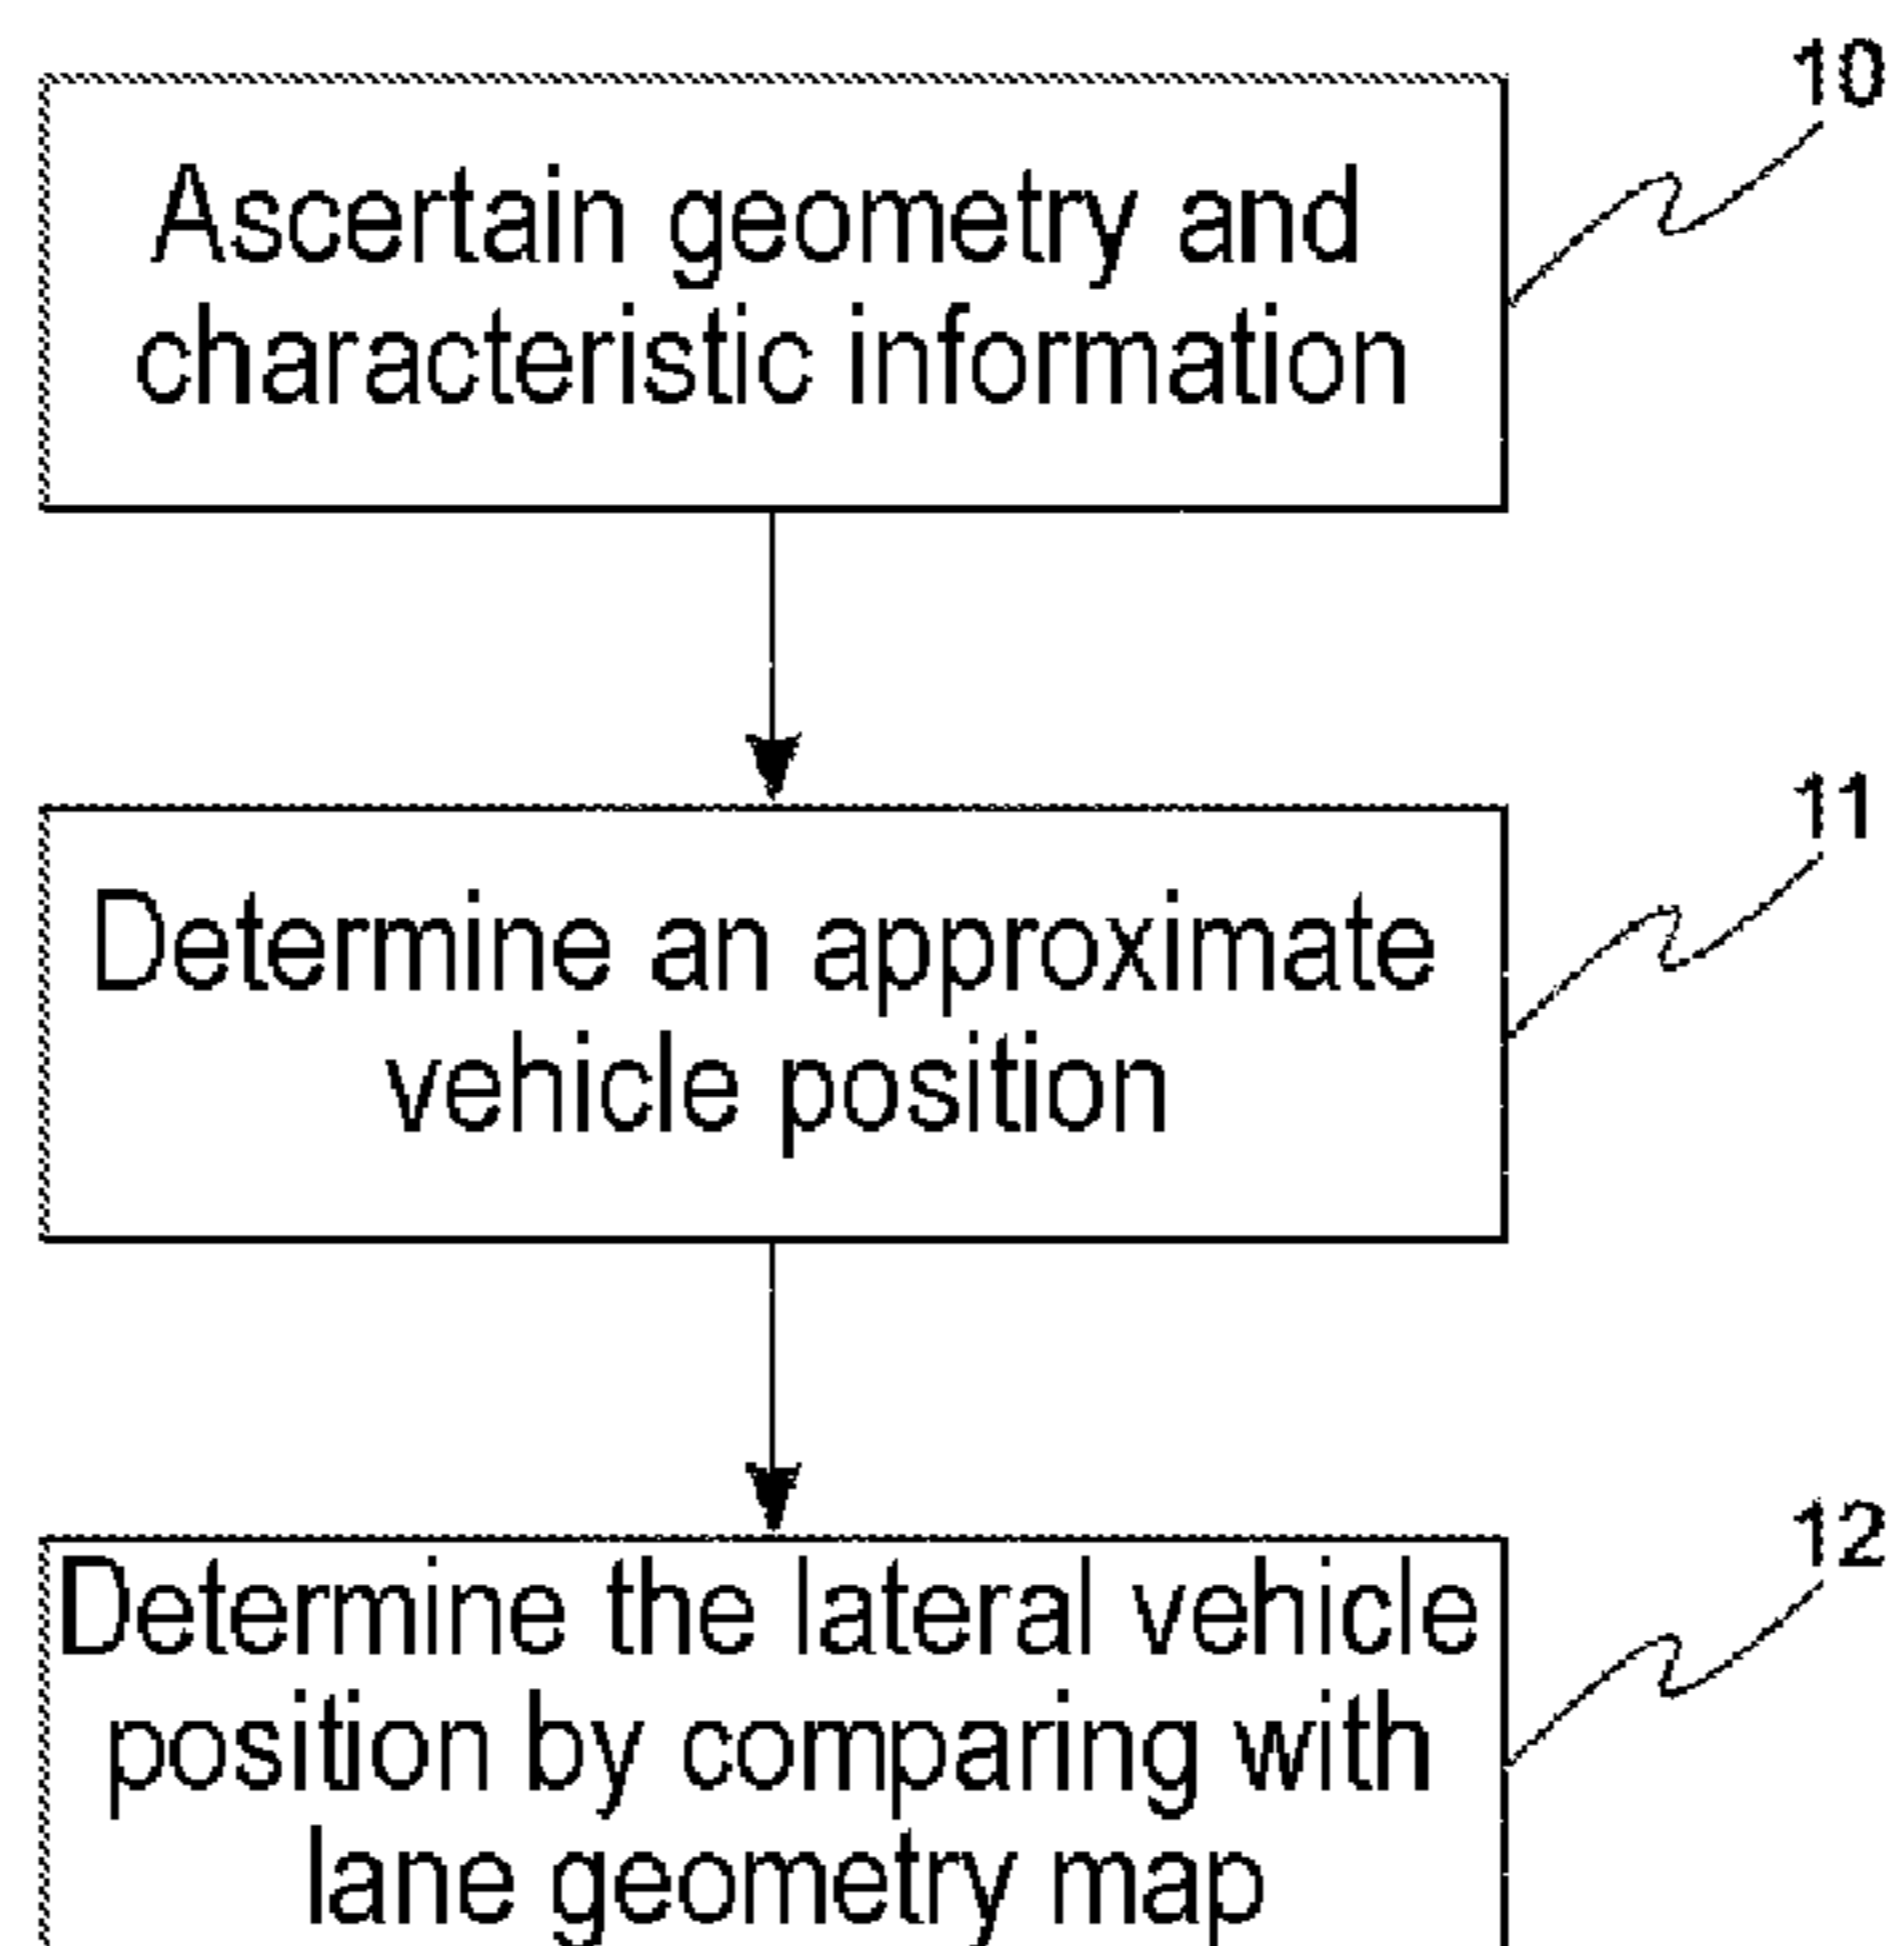 10
Ascertain geometry and
characteristic information
11
Determine an approximate
vehicle position
12
Determine the lateral vehicle
position by comparing with
lane geometry map